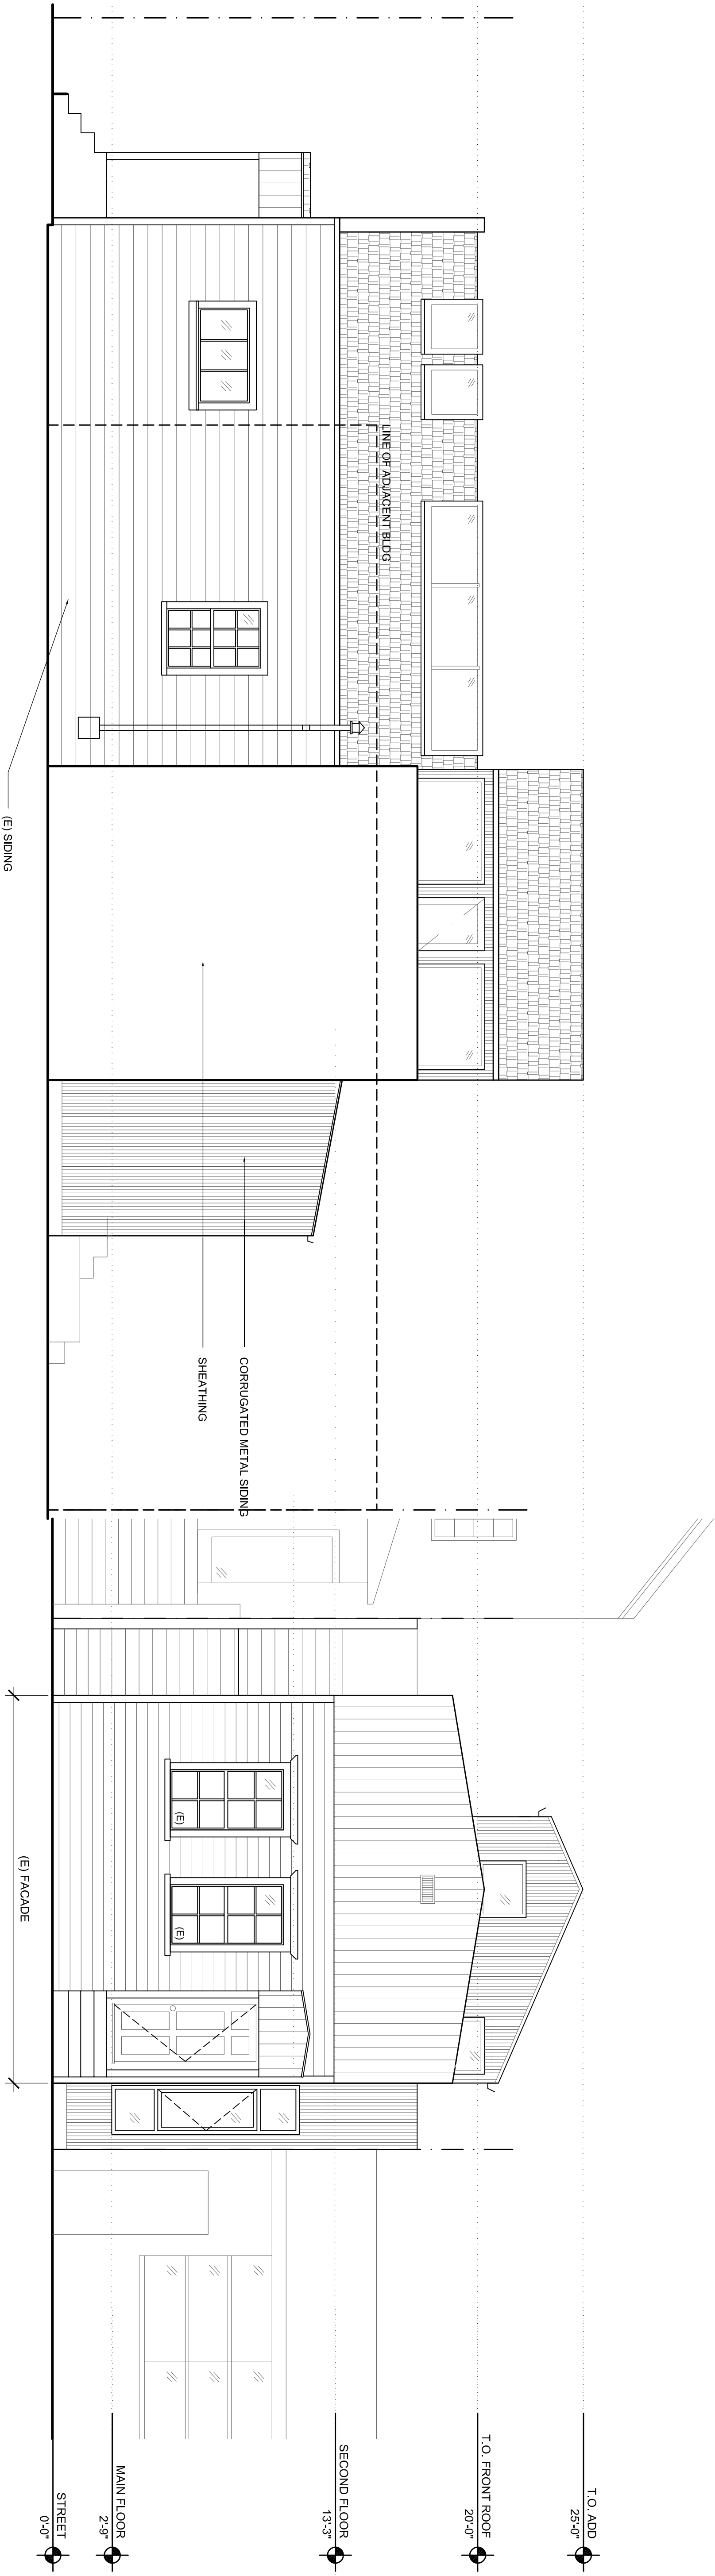 LINE OF ADJACENT BLDG
(E) SIDING
SHEATHING
CORRUGATED METAL SIDING
(E)
(E)
(E) FACADE
T.O. ADD
25'-0"
T.O. FRONT ROOF
20'-0"
SECOND FLOOR
13'-3"
MAIN FLOOR
2'-9"
STREET
0'-0"